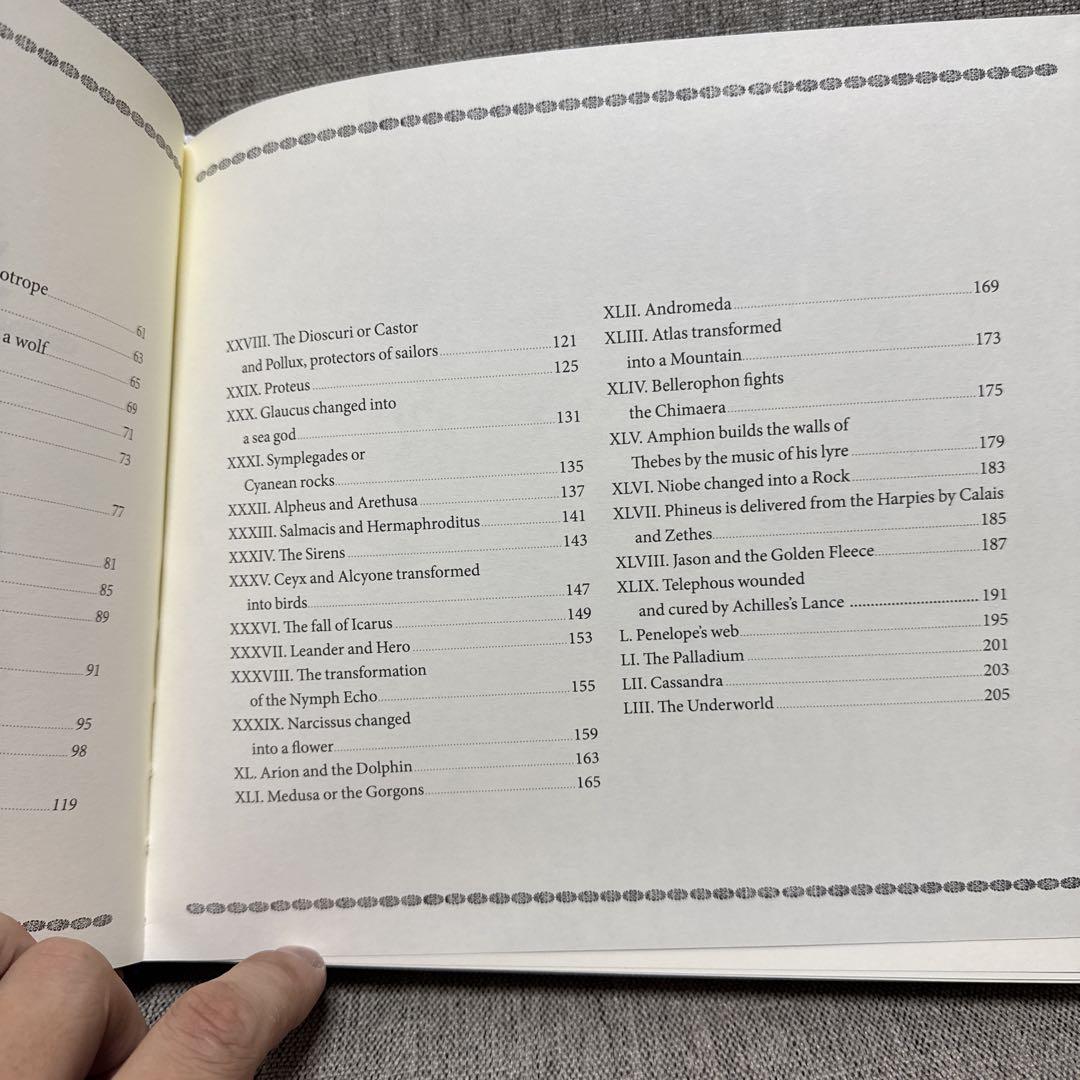 otrope
61
63
a wolf
65
69
71
73
77
81
85
89
91
95
98
119
XXVIII. The Dioscuri or Castor
and Pollux, protectors of sailors 121
XXIX. Proteus 125
XXX. Glaucus changed into
a sea god 131
XXXI. Symplegades or
Cyanean rocks 135
XXXII. Alpheus and Arethusa 137
XXXIII. Salmacis and Hermaphroditus 141
XXXIV. The Sirens 143
XXXV. Ceyx and Alcyone transformed
into birds 147
XXXVI. The fall of Icarus 149
XXXVII. Leander and Hero 153
XXXVIII. The transformation
of the Nymph Echo 155
XXXIX. Narcissus changed
into a flower 159
XL. Arion and the Dolphin 163
XLI. Medusa or the Gorgons 165
XLII. Andromeda 169
XLIII. Atlas transformed
into a Mountain 173
XLIV. Bellerophon fights
the Chimaera 175
XLV. Amphion builds the walls of
Thebes by the music of his lyre 179
XLVI. Niobe changed into a Rock 183
XLVII. Phineus is delivered from the Harpies by Calais
and Zethes 185
XLVIII. Jason and the Golden Fleece 187
XLIX. Telephous wounded
and cured by Achilles's Lance 191
L. Penelope's web 195
LI. The Palladium 201
LII. Cassandra 203
LIII. The Underworld 205